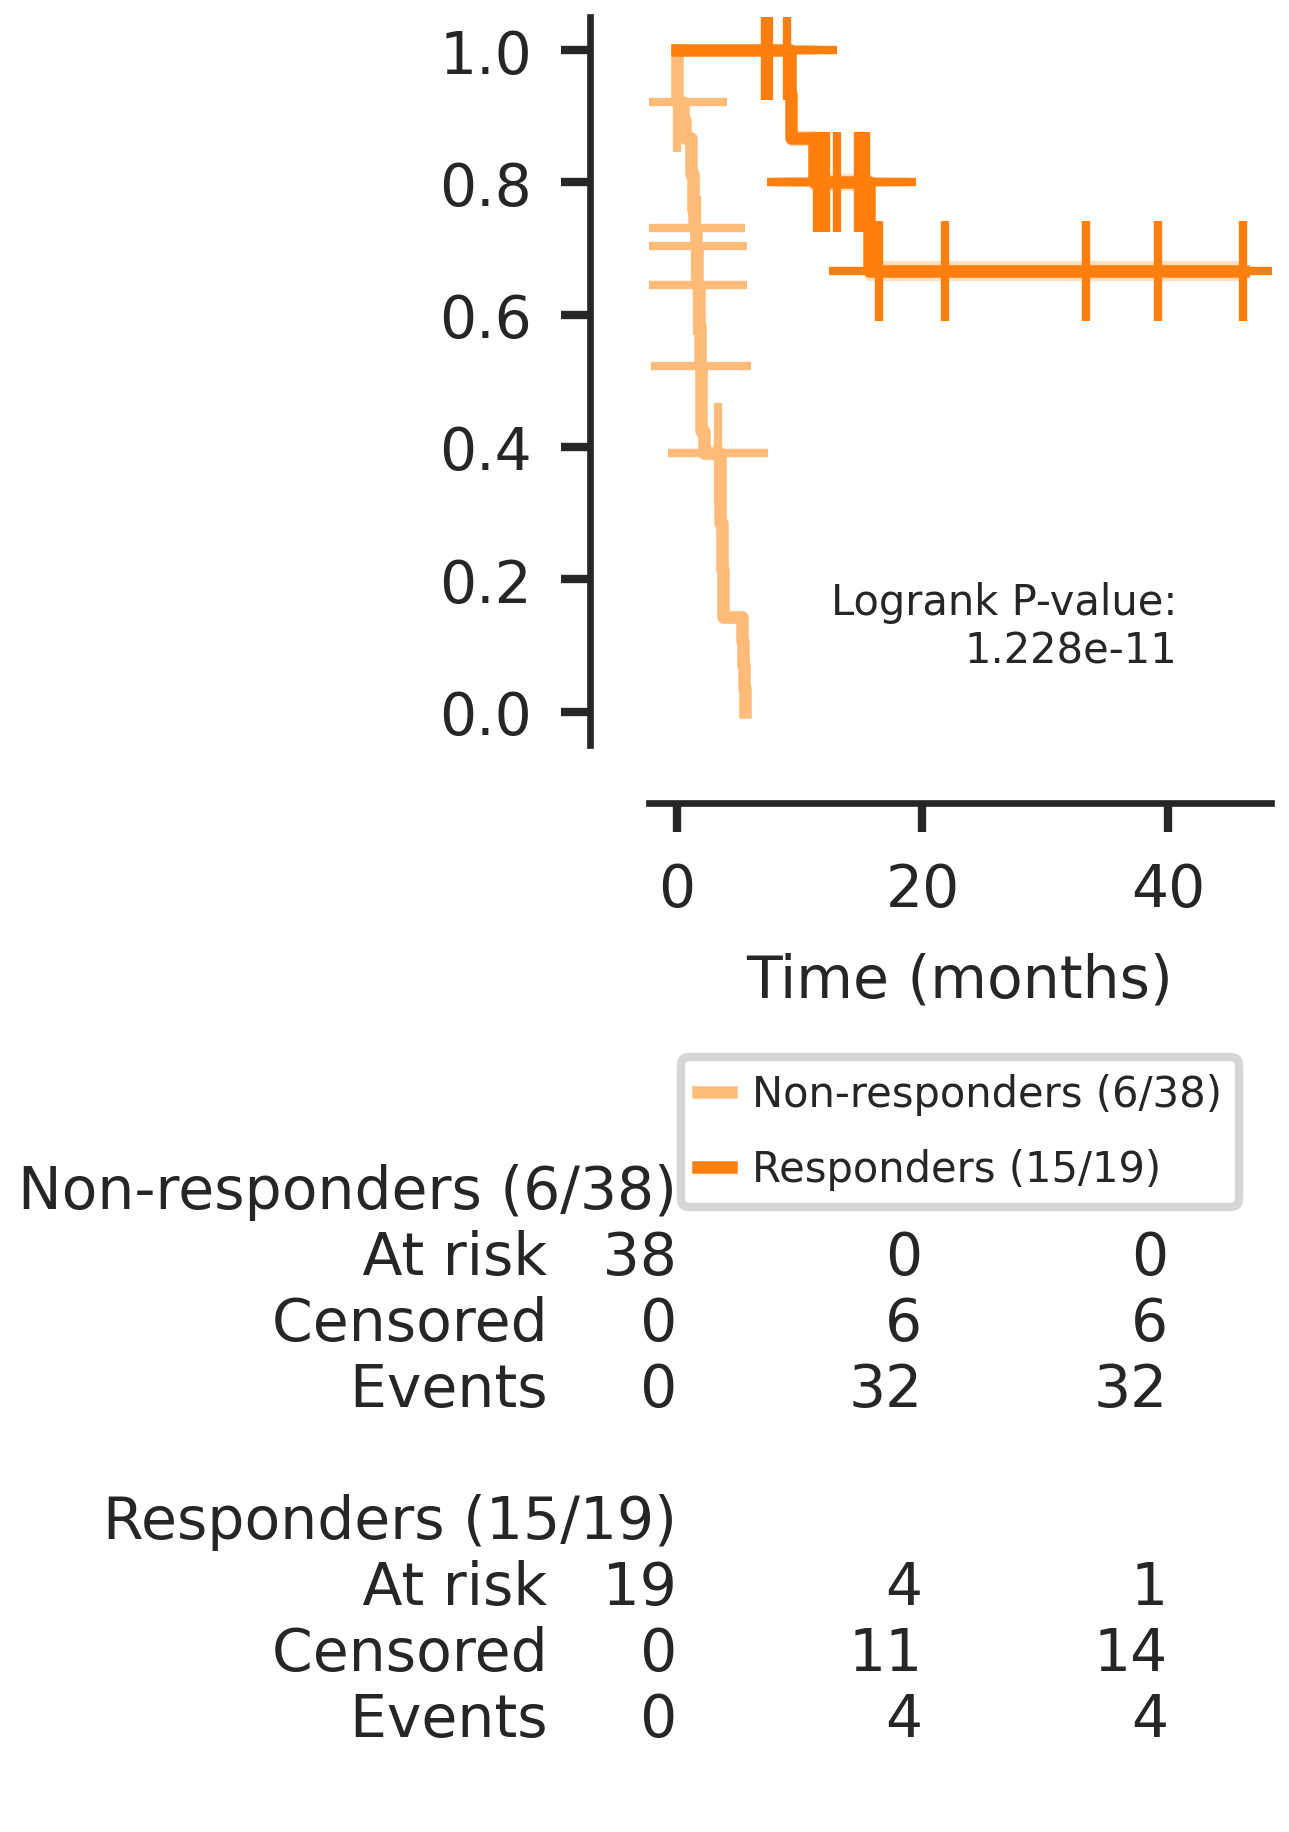 1.0
0.8
0.6
0.4
0.2
0.0
Logrank P-value:
1.228e-11
0 20 40
Time (months)
Non-responders (6/38)
Responders (15/19)
Non-responders (6/38)
At risk 38 0 0
Censored 0 6 6
Events 0 32 32
Responders (15/19)
At risk 19 4 1
Censored 0 11 14
Events 0 4 4